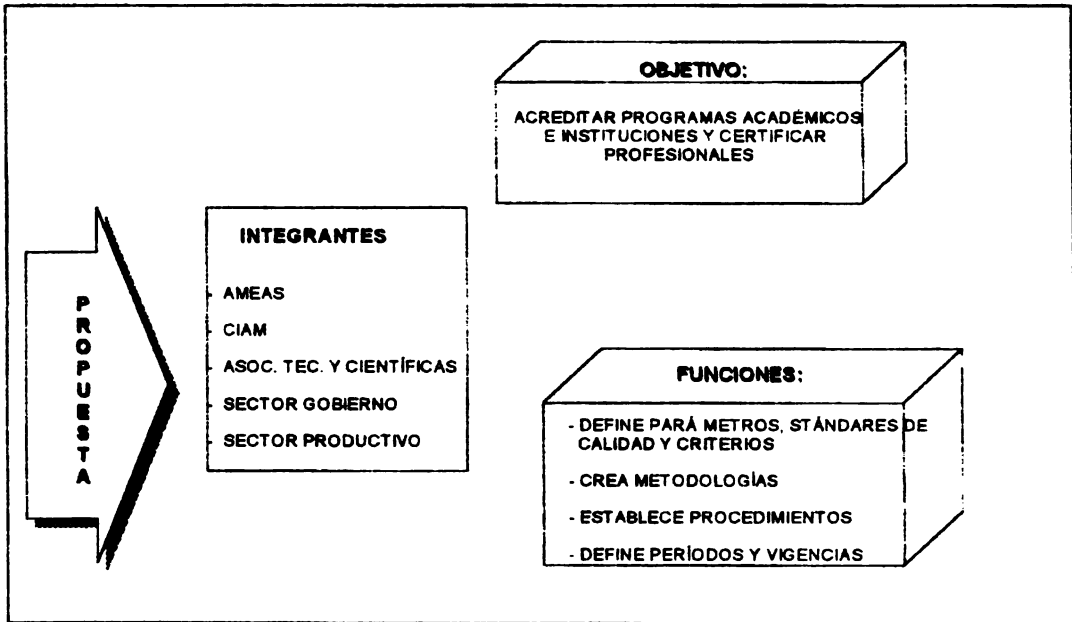 OBJETIVO:
ACREDITAR PROGRAMAS ACADÉMICOS
E INSTITUCIONES Y CERTIFICAR
PROFESIONALES
PROPUESTA
INTEGRANTES
- AMEAS
- CIAM
- ASOC. TEC. Y CIENTÍFICAS
- SECTOR GOBIERNO
- SECTOR PRODUCTIVO
FUNCIONES:
- DEFINE PARÁ METROS, STÁNDARES DE
CALIDAD Y CRITERIOS
- CREA METODOLOGÍAS
- ESTABLECE PROCEDIMIENTOS
- DEFINE PERÍODOS Y VIGENCIAS